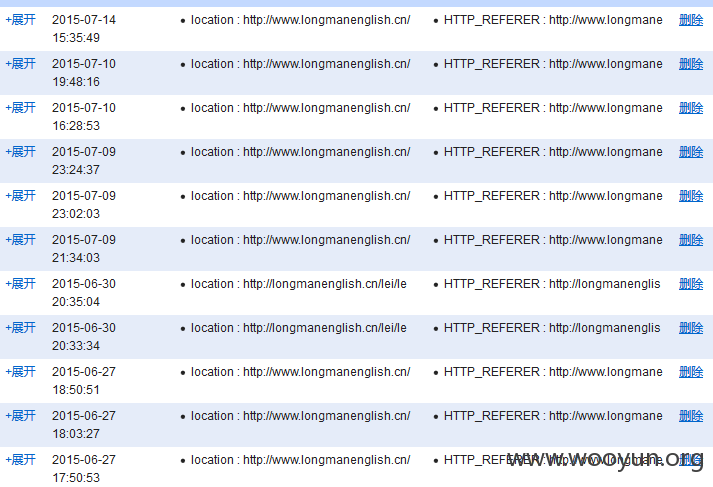 +展开 2015-07-14 • location : http://www.longmanenglish.cn/ • HTTP_REFERER : http://www.longmane 删除
15:35:49
+展开 2015-07-10 • location : http://www.longmanenglish.cn/ • HTTP_REFERER : http://www.longmane 删除
19:48:16
+展开 2015-07-10 • location : http://www.longmanenglish.cn/ • HTTP_REFERER : http://www.longmane 删除
16:28:53
+展开 2015-07-09 • location : http://www.longmanenglish.cn/ • HTTP_REFERER : http://www.longmane 删除
23:24:37
+展开 2015-07-09 • location : http://www.longmanenglish.cn/ • HTTP_REFERER : http://www.longmane 删除
23:02:03
+展开 2015-07-09 • location : http://www.longmanenglish.cn/ • HTTP_REFERER : http://www.longmane 删除
21:34:03
+展开 2015-06-30 • location : http://longmanenglish.cn/lei/le • HTTP_REFERER : http://longmanenglis 删除
20:35:04
+展开 2015-06-30 • location : http://longmanenglish.cn/lei/le • HTTP_REFERER : http://longmanenglis 删除
20:33:34
+展开 2015-06-27 • location : http://www.longmanenglish.cn/ • HTTP_REFERER : http://www.longmane 删除
18:50:51
+展开 2015-06-27 • location : http://www.longmanenglish.cn/ • HTTP_REFERER : http://www.longmane 删除
18:03:27
+展开 2015-06-27 • location : http://www.longmanenglish.cn/ • HTTP_REFERER : http://www.longmane 删除
17:50:53
www.wooyun.org